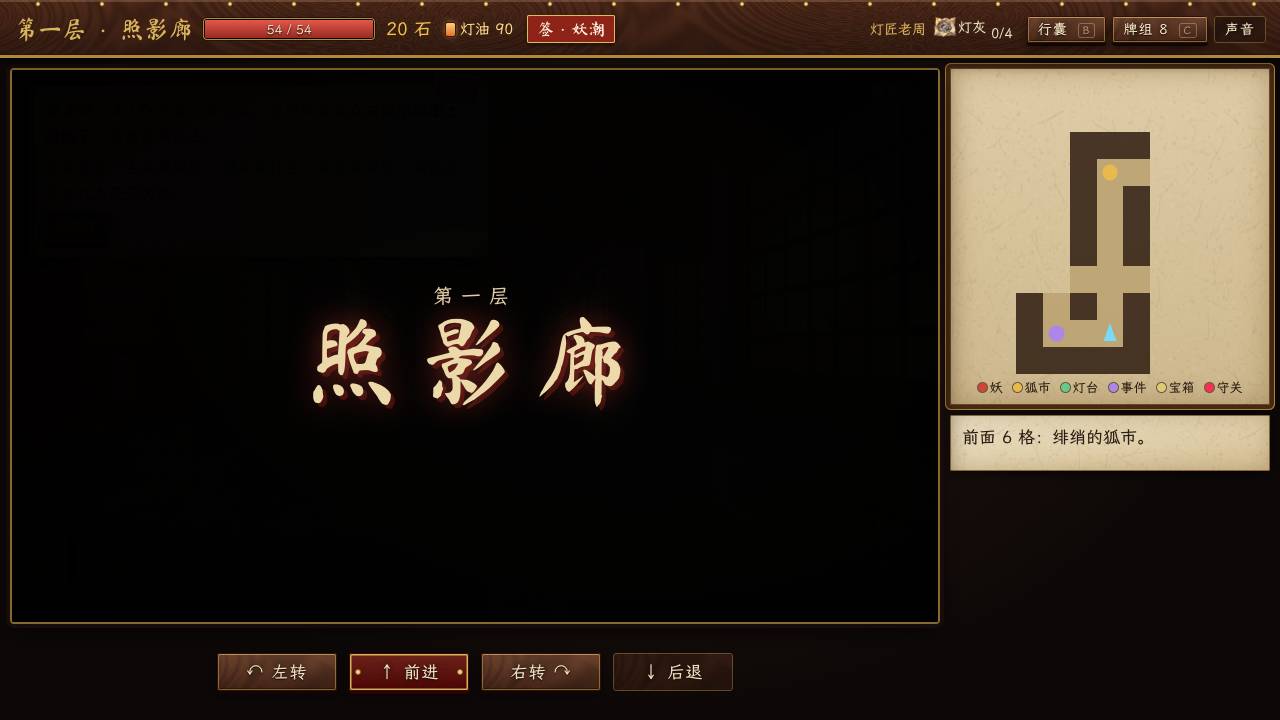 第一层 · 照影廊
54 / 54
20 石
灯油 90
签 · 妖潮
灯匠老周
灯灰 0/4
行囊 B
牌组 8 C
声音
第一层
照影廊
妖 狐市 灯台 事件 宝箱 守关
前面 6 格：绯绡的狐市。
↶ 左转
↑ 前进
右转 ↷
↓ 后退